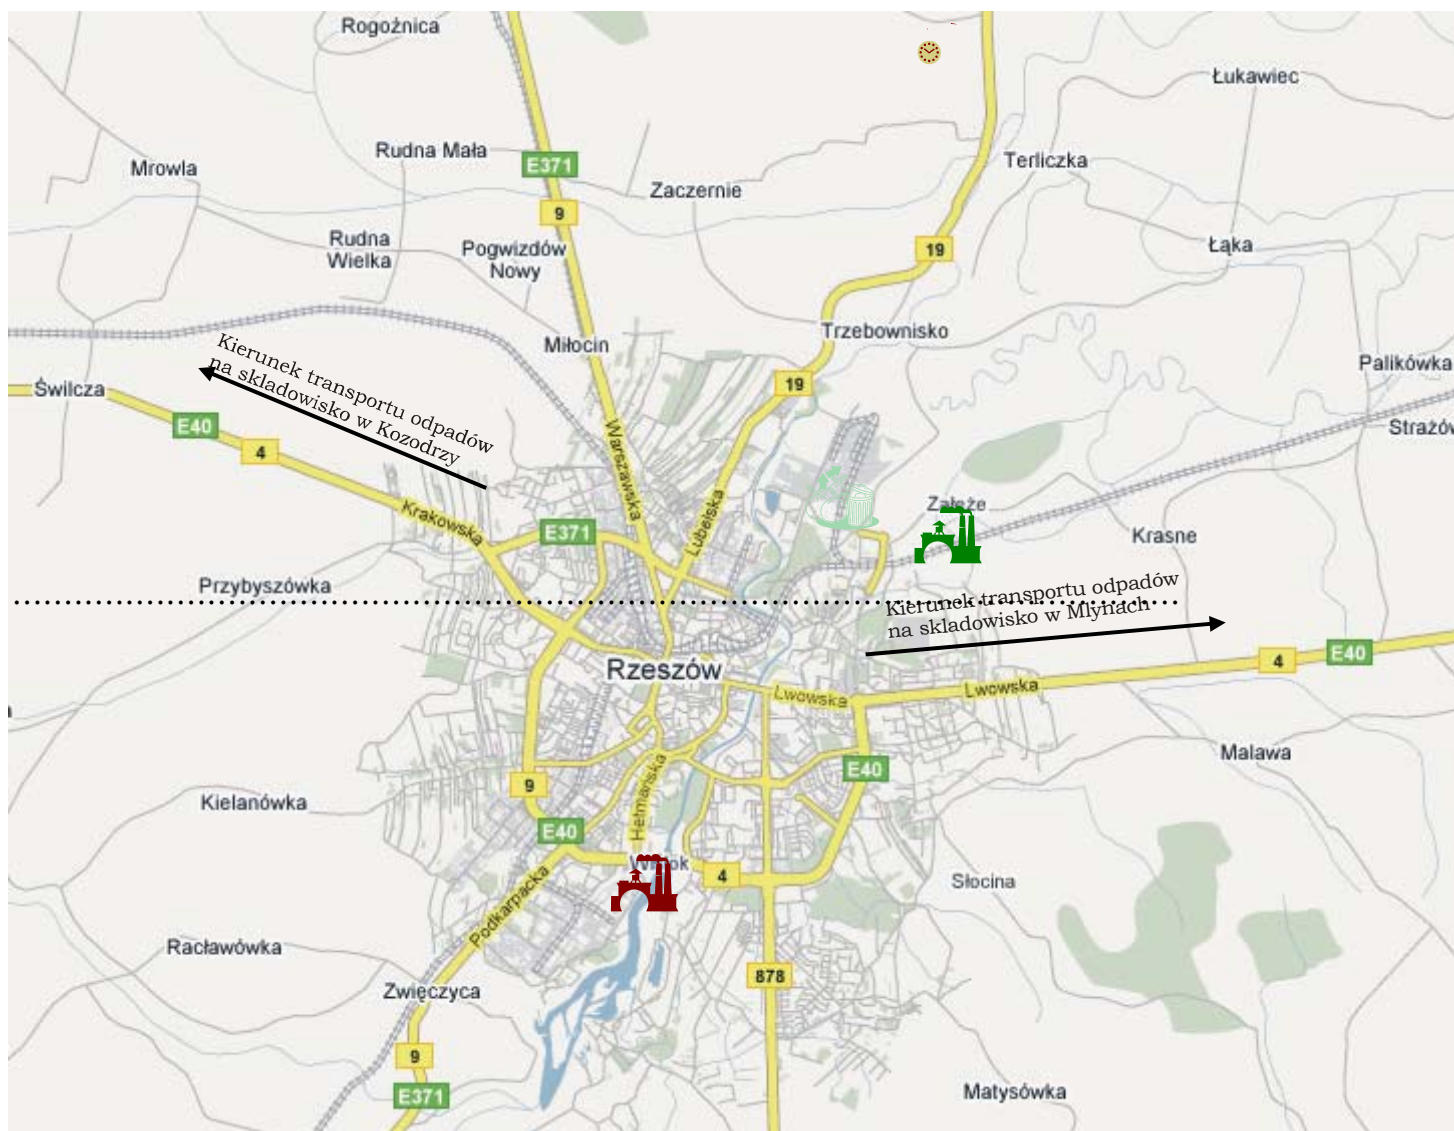 Rogoźnica
Łukawiec
Rudna Mała
E371
Mrowla
Terliczka
Zaczernie
9
Rudna
Wielka
Pogwizdów
Nowy
19
Łąka
Trzebownisko
Miłocin
Kierunek transportu odpadów
na skladowisko w Kozodrzy
Palikówka
19
Świlcza
E40
4
Strażów
Warszawska
Krakowska
Lubelska
Załęże
E371
Krasne
Przybyszówka
Kierunek transportu odpadów
na skladowisko w Mlynach
Rzeszów
4
E40
Lwowska
Lwowska
Malawa
E40
9
Hetmańska
Kielanówka
E40
4
Słocina
Podkarpacka
Racławówka
878
Zwięczyca
9
E371
Matysówka